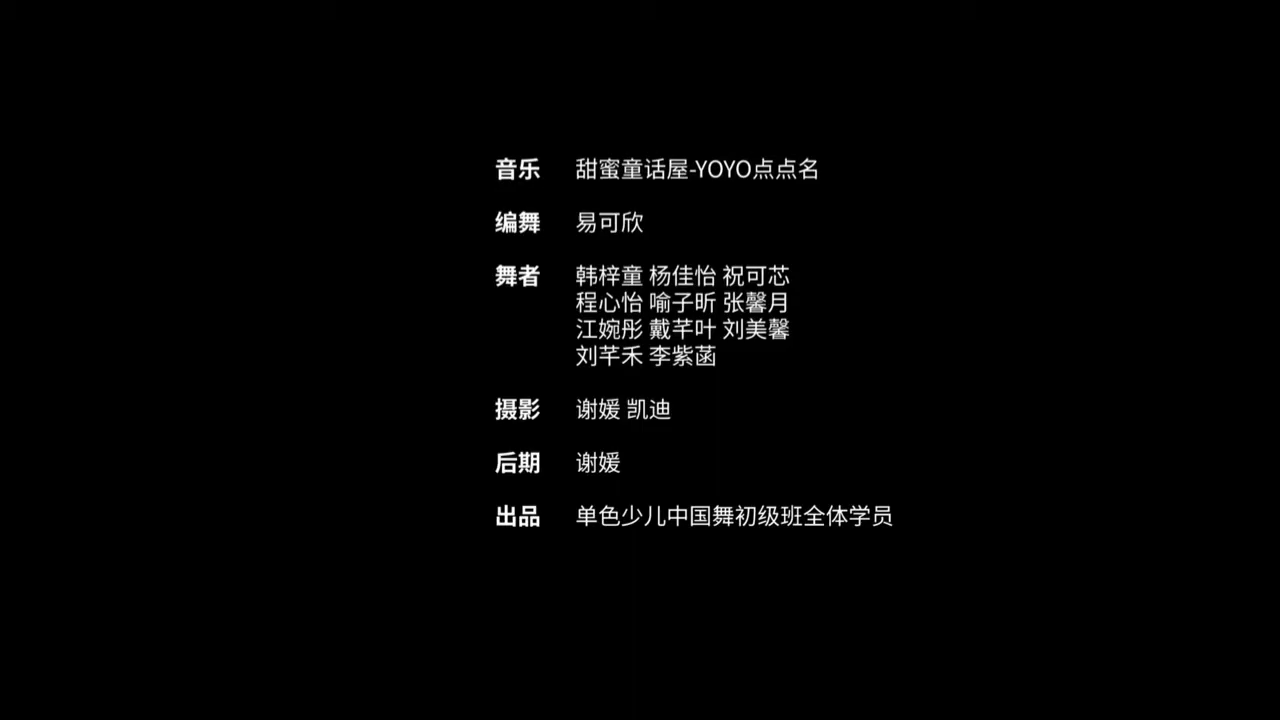 音乐 甜蜜童话屋-YOYO点点名
编舞 易可欣
舞者 韩梓童 杨佳怡 祝可芯
程心怡 喻子昕 张馨月
江婉彤 戴芊叶 刘美馨
刘芊禾 李紫菡
摄影 谢媛 凯迪
后期 谢媛
出品 单色少儿中国舞初级班全体学员